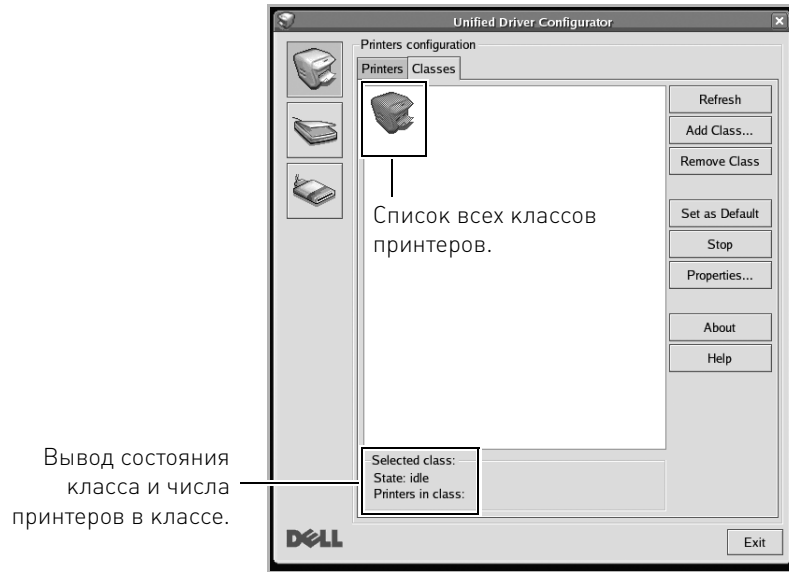 Unified Driver Configurator
Printers configuration
Printers Classes
Refresh
Add Class...
Remove Class
Set as Default
Stop
Properties...
About
Help
Список всех классов
принтеров.
Selected class:
State: idle
Printers in class:
Вывод состояния
класса и числа
принтеров в классе.
DELL
Exit